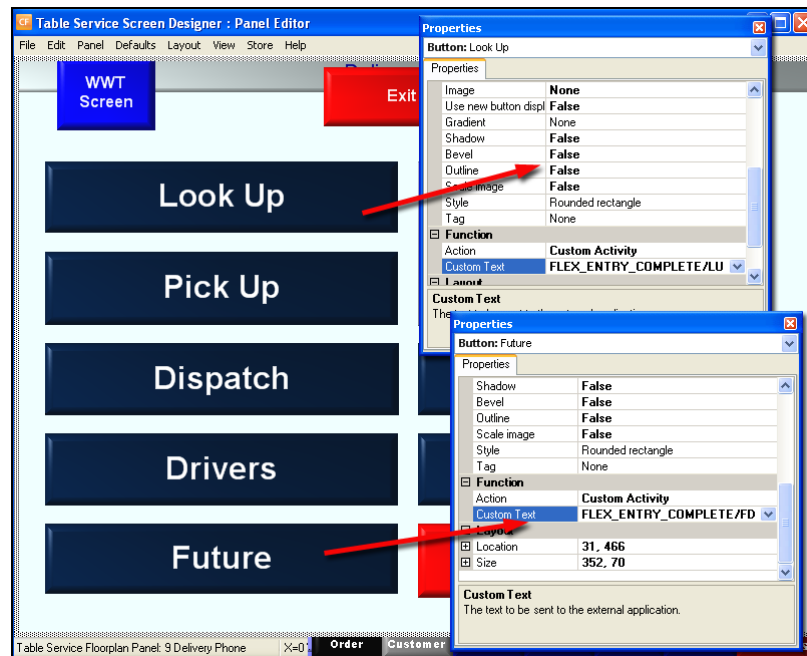 CF Table Service Screen Designer : Panel Editor
File Edit Panel Defaults Layout View Store Help
WWT
Screen
Exit
Look Up
Pick Up
Dispatch
Drivers
Future
Properties
Button: Look Up
Properties
Image None
Use new button displ False
Gradient None
Shadow False
Bevel False
Outline False
Scale image False
Style Rounded rectangle
Tag None
Function
Action Custom Activity
Custom Text FLEX_ENTRY_COMPLETE/LU
Layout
Custom Text
Properties
Button: Future
Properties
Shadow False
Bevel False
Outline False
Scale image False
Style Rounded rectangle
Tag None
Function
Action Custom Activity
Custom Text FLEX_ENTRY_COMPLETE/FD
Layout
Location 31, 466
Size 352, 70
Custom Text
The text to be sent to the external application.
Table Service Floorplan Panel: 9 Delivery Phone X=0 Order Customer